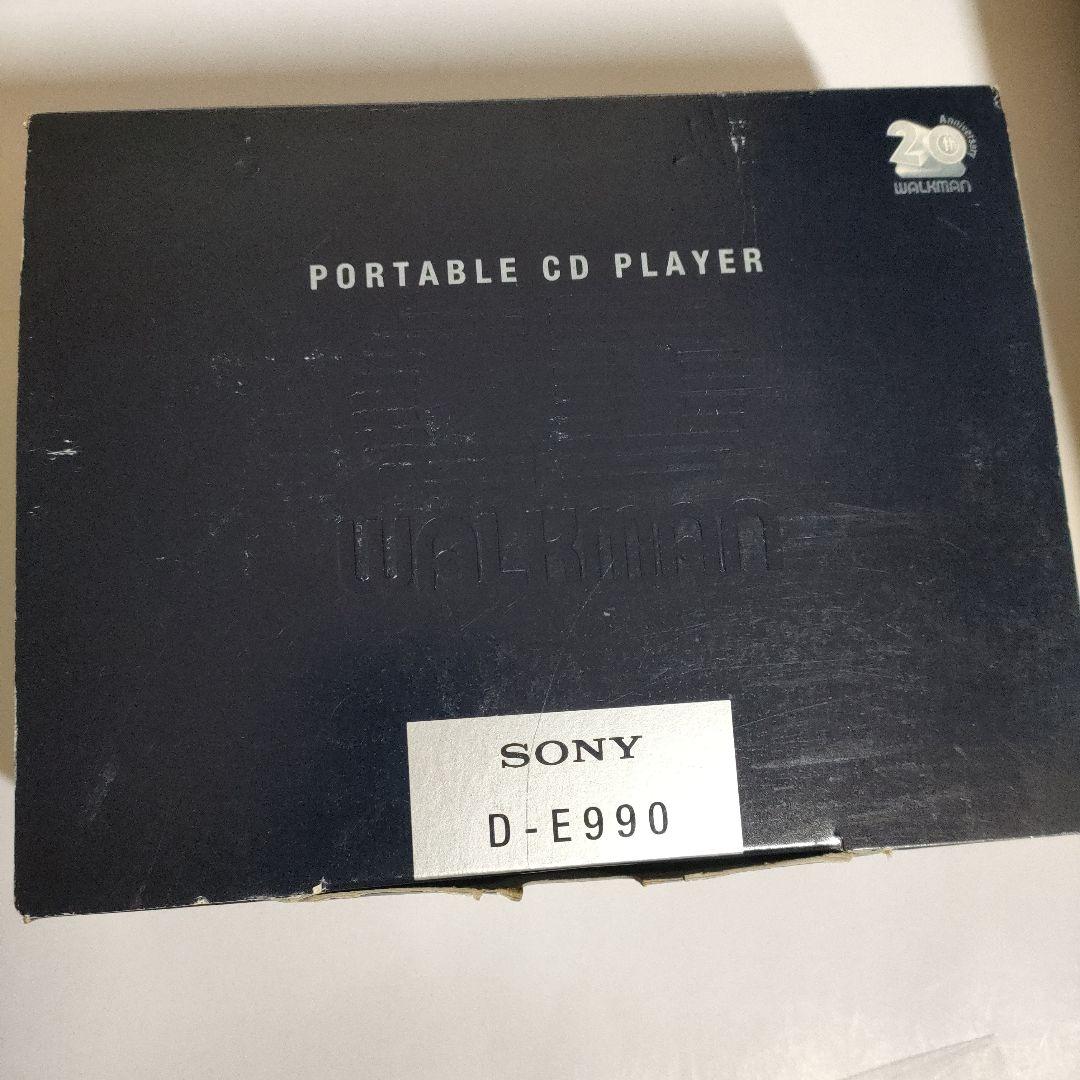 20th Anniversary
WALKMAN
PORTABLE CD PLAYER
WALKMAN
SONY
D-E990